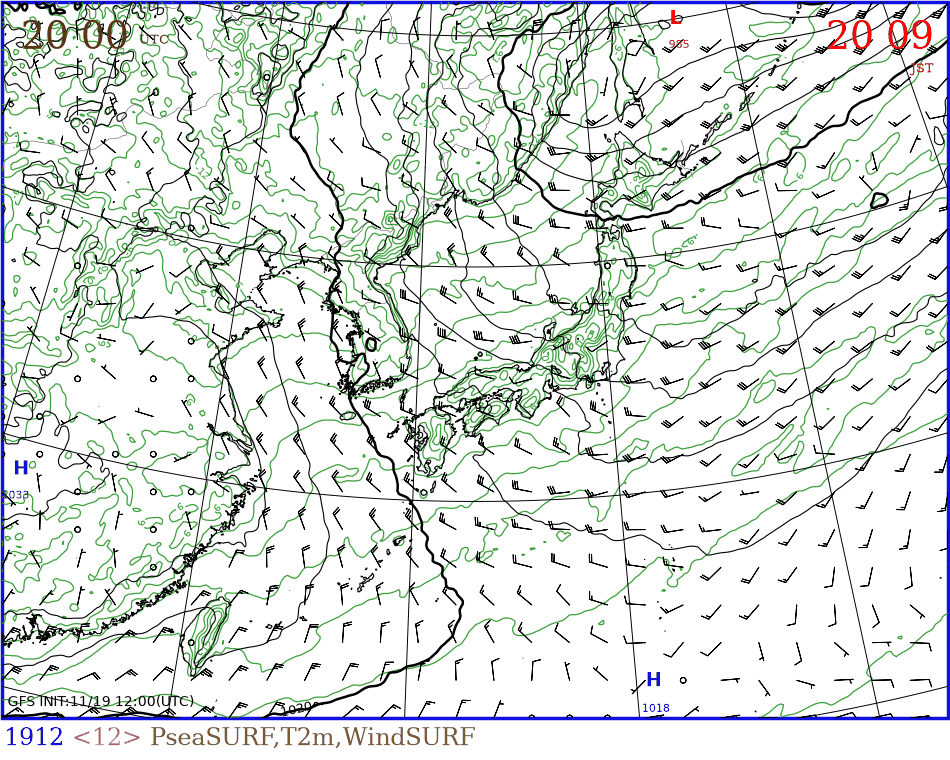 20 00 UTC
20 09 JST
L
985
H
1033
H
1018
GFS INIT:11/19 12:00(UTC)
1020
1912 <12> PseaSURF,T2m,WindSURF